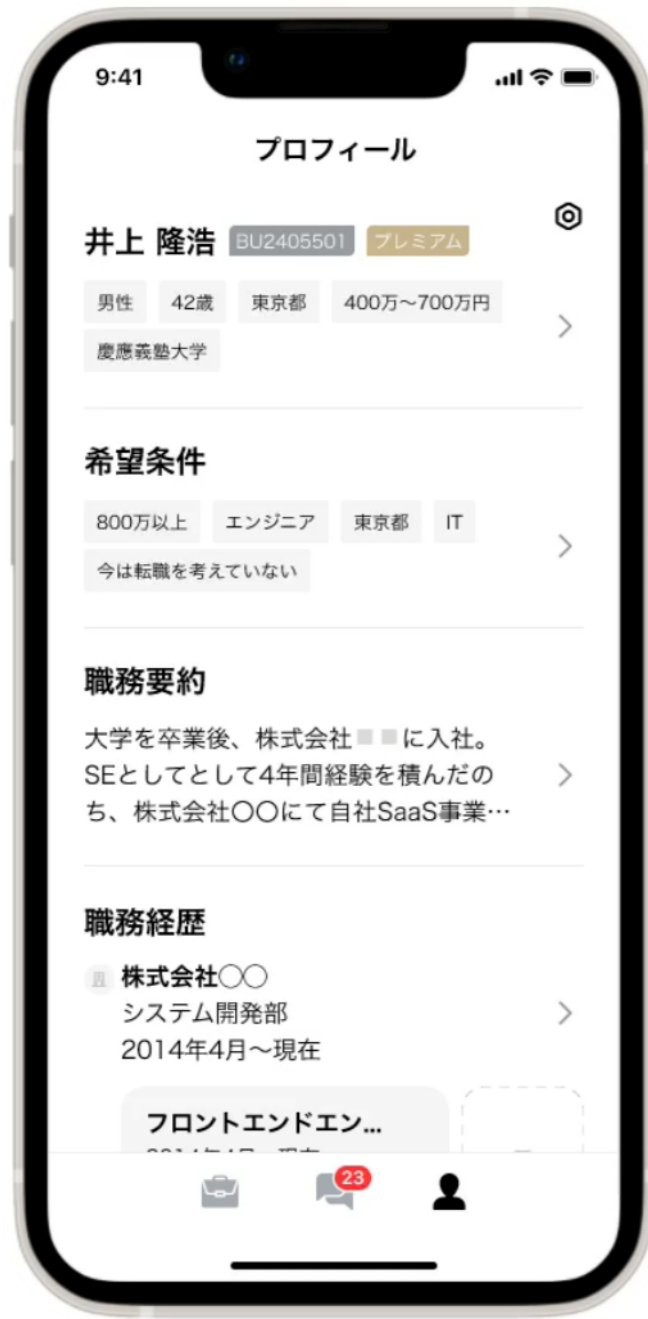 9:41
プロフィール
井上 隆浩 BU2405501 プレミアム
男性 42歳 東京都 400万〜700万円
慶應義塾大学
希望条件
800万以上 エンジニア 東京都 IT
今は転職を考えていない
職務要約
大学を卒業後、株式会社■■に入社。
SEとしてとして4年間経験を積んだの
ち、株式会社〇〇にて自社SaaS事業…
職務経歴
株式会社〇〇
システム開発部
2014年4月〜現在
フロントエンドエン...
23